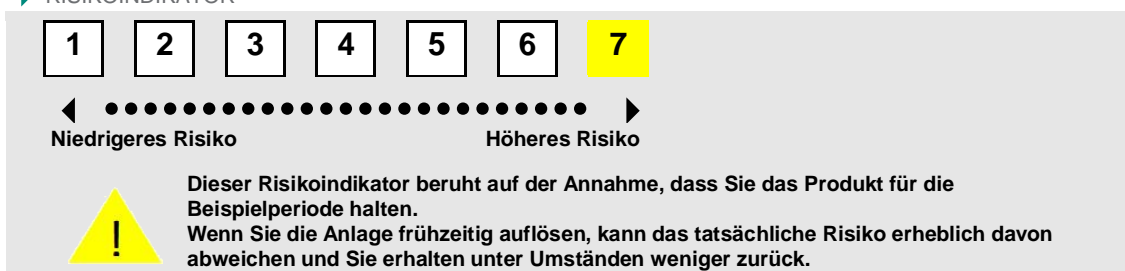 RISIKOINDIKATOR
1 2 3 4 5 6 7
Niedrigeres Risiko Höheres Risiko
Dieser Risikoindikator beruht auf der Annahme, dass Sie das Produkt für die
Beispielperiode halten.
Wenn Sie die Anlage frühzeitig auflösen, kann das tatsächliche Risiko erheblich davon
abweichen und Sie erhalten unter Umständen weniger zurück.